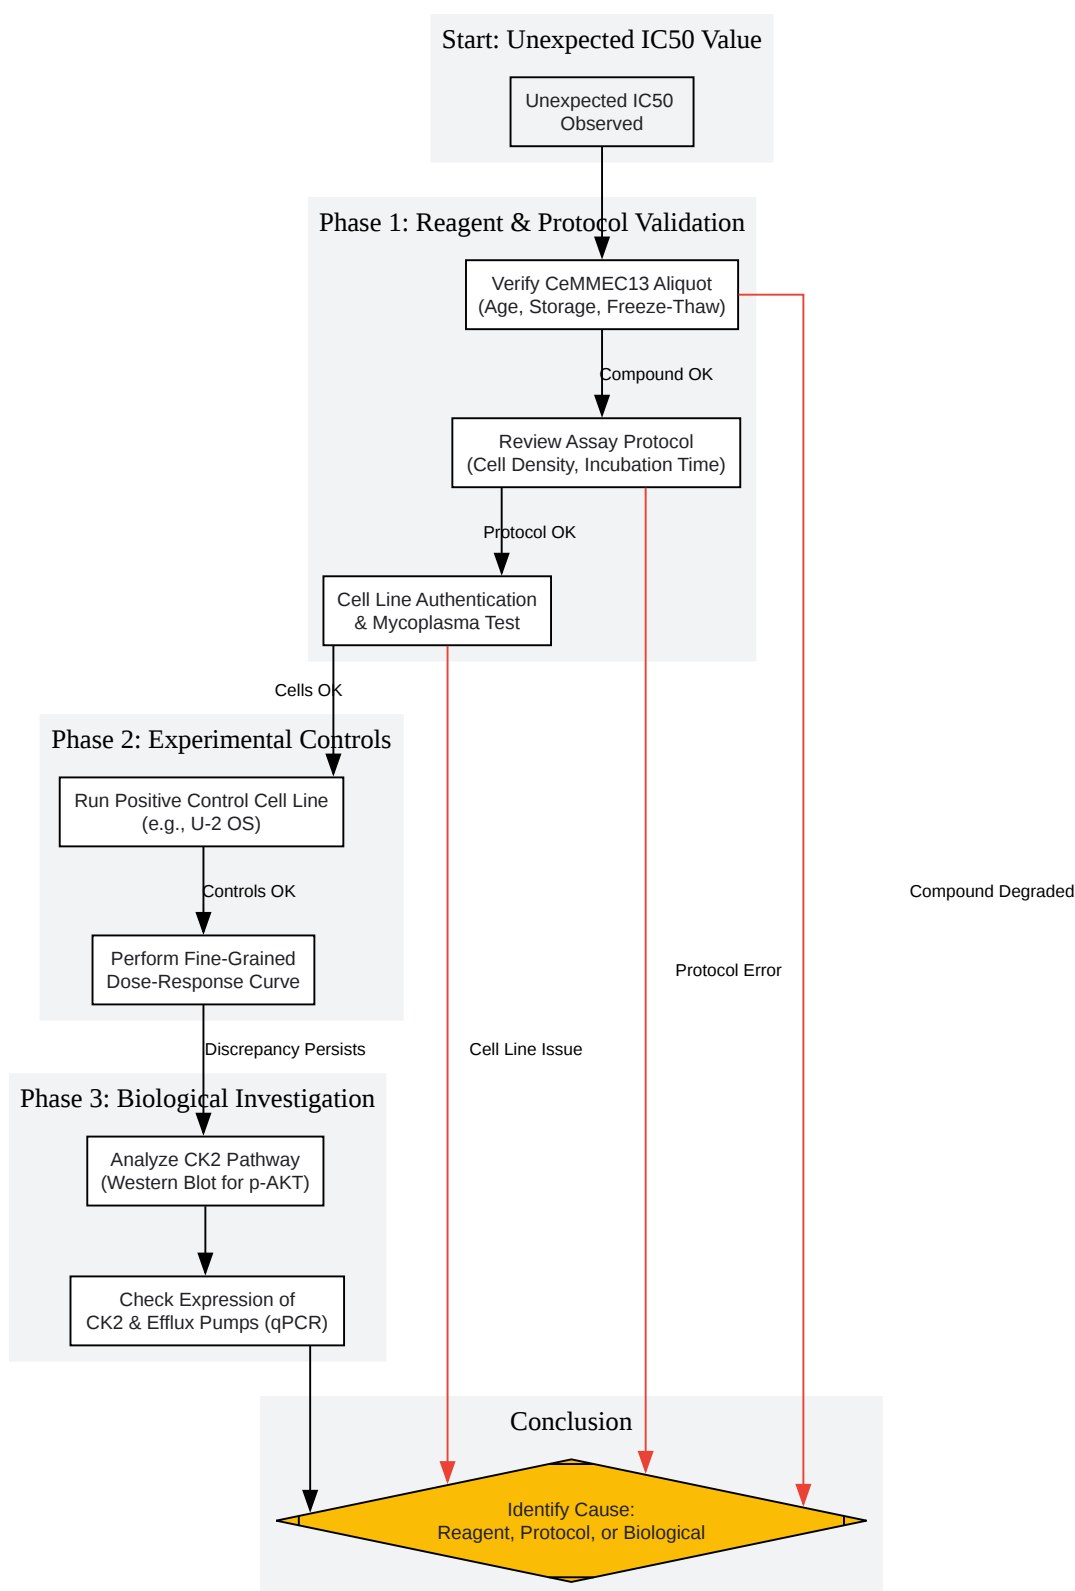 Start: Unexpected IC50 Value
Unexpected IC50
Observed
Phase 1: Reagent & Protocol Validation
Verify CeMMEC13 Aliquot
(Age, Storage, Freeze-Thaw)
Compound OK
Review Assay Protocol
(Cell Density, Incubation Time)
Protocol OK
Cell Line Authentication
& Mycoplasma Test
Cells OK
Phase 2: Experimental Controls
Run Positive Control Cell Line
(e.g., U-2 OS)
Controls OK
Compound Degraded
Perform Fine-Grained
Dose-Response Curve
Protocol Error
Discrepancy Persists
Cell Line Issue
Phase 3: Biological Investigation
Analyze CK2 Pathway
(Western Blot for p-AKT)
Check Expression of
CK2 & Efflux Pumps (qPCR)
Conclusion
Identify Cause:
Reagent, Protocol, or Biological